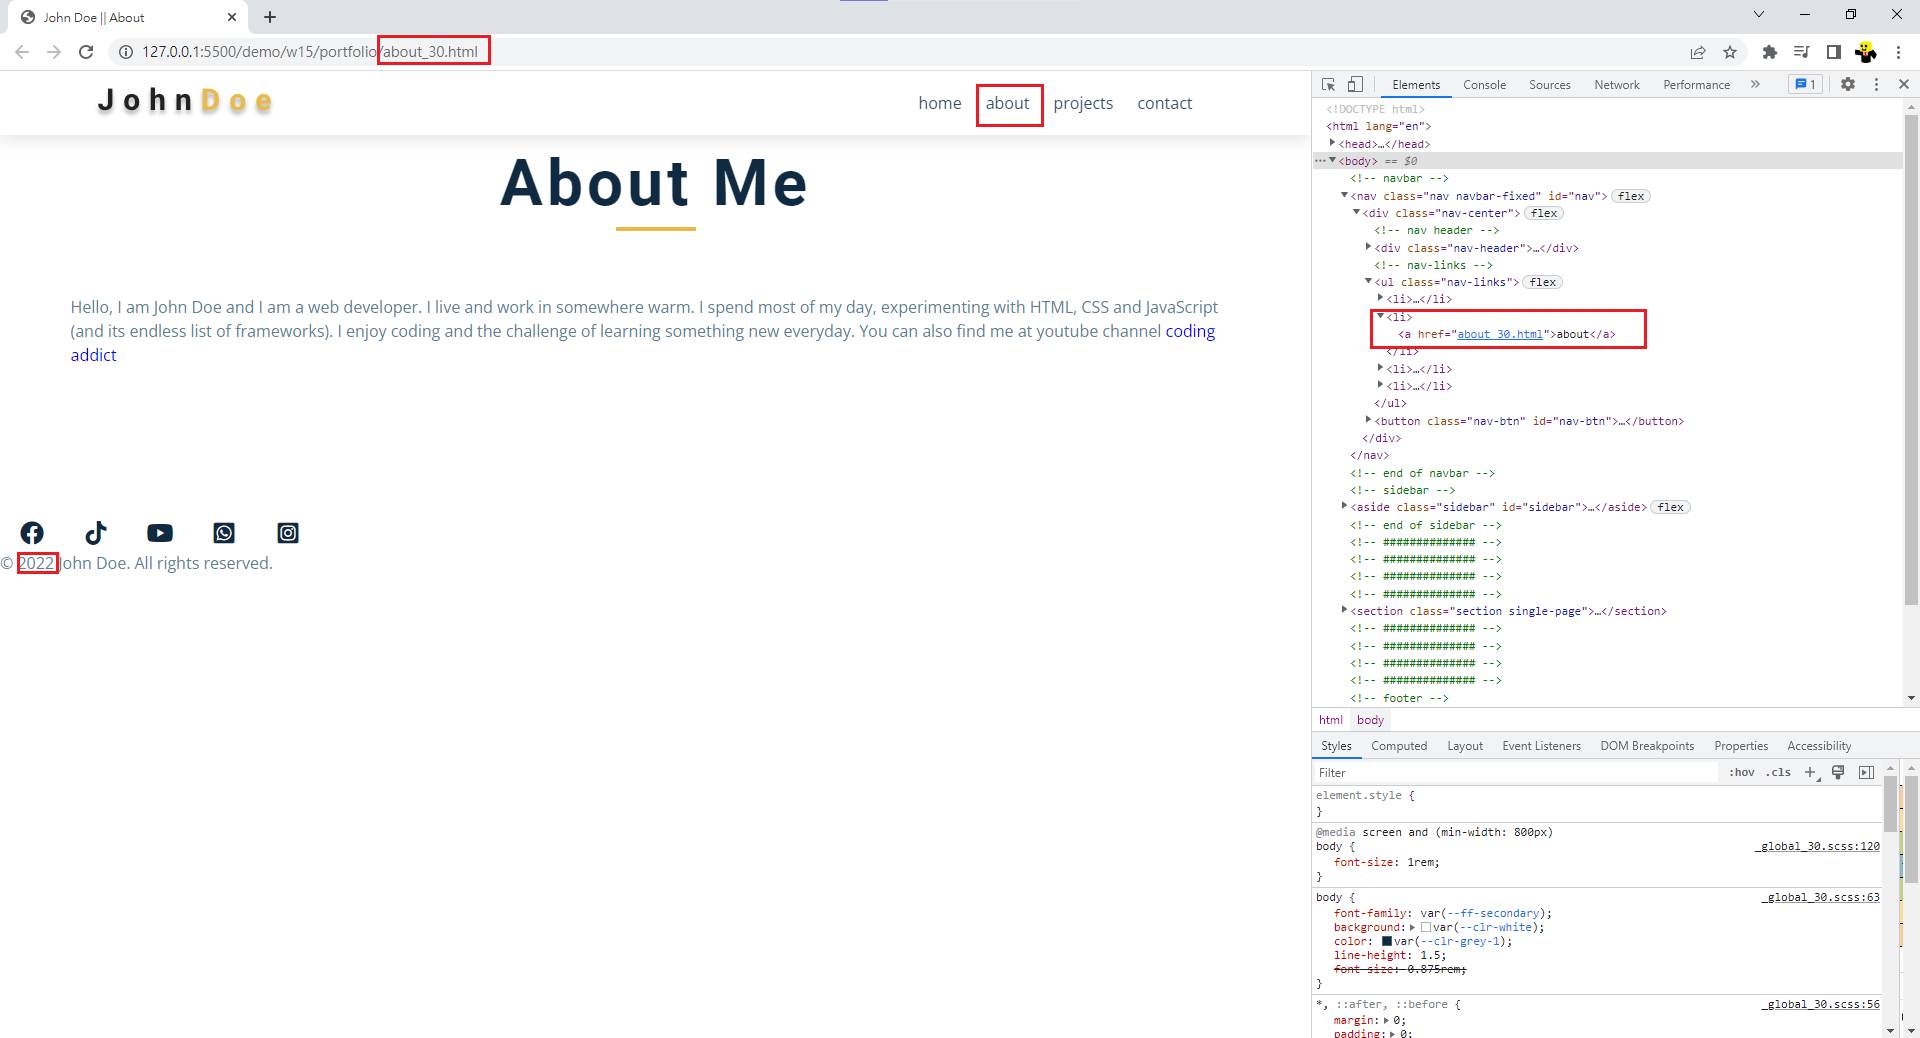 John Doe || About
127.0.0.1:5500/demo/w15/portfolio/about_30.html
JohnDoe
home about projects contact
About Me
Hello, I am John Doe and I am a web developer. I live and work in somewhere warm. I spend most of my day, experimenting with HTML, CSS and JavaScript
(and its endless list of frameworks). I enjoy coding and the challenge of learning something new everyday. You can also find me at youtube channel coding
addict
© 2022 John Doe. All rights reserved.
Elements Console Sources Network Performance » 1
<!DOCTYPE html>
<html lang="en">
<head>…</head>
<body> == $0
<!-- navbar -->
<nav class="nav navbar-fixed" id="nav"> flex
<div class="nav-center"> flex
<!-- nav header -->
<div class="nav-header">…</div>
<!-- nav-links -->
<ul class="nav-links"> flex
<li>…</li>
<li>
<a href="about_30.html">about</a>
</li>
<li>…</li>
<li>…</li>
</ul>
<button class="nav-btn" id="nav-btn">…</button>
</div>
</nav>
<!-- end of navbar -->
<!-- sidebar -->
<aside class="sidebar" id="sidebar">…</aside> flex
<!-- end of sidebar -->
<!-- ############## -->
<!-- ############## -->
<!-- ############## -->
<!-- ############## -->
<section class="section single-page">…</section>
<!-- ############## -->
<!-- ############## -->
<!-- ############## -->
<!-- ############## -->
<!-- footer -->
html body
Styles Computed Layout Event Listeners DOM Breakpoints Properties Accessibility
Filter :hov .cls +
element.style {
}
@media screen and (min-width: 800px)
body { _global_30.scss:120
font-size: 1rem;
}
body { _global_30.scss:63
font-family: var(--ff-secondary);
background: var(--clr-white);
color: var(--clr-grey-1);
line-height: 1.5;
font-size: 0.875rem;
}
*, ::after, ::before { _global_30.scss:56
margin: 0;
padding: 0;